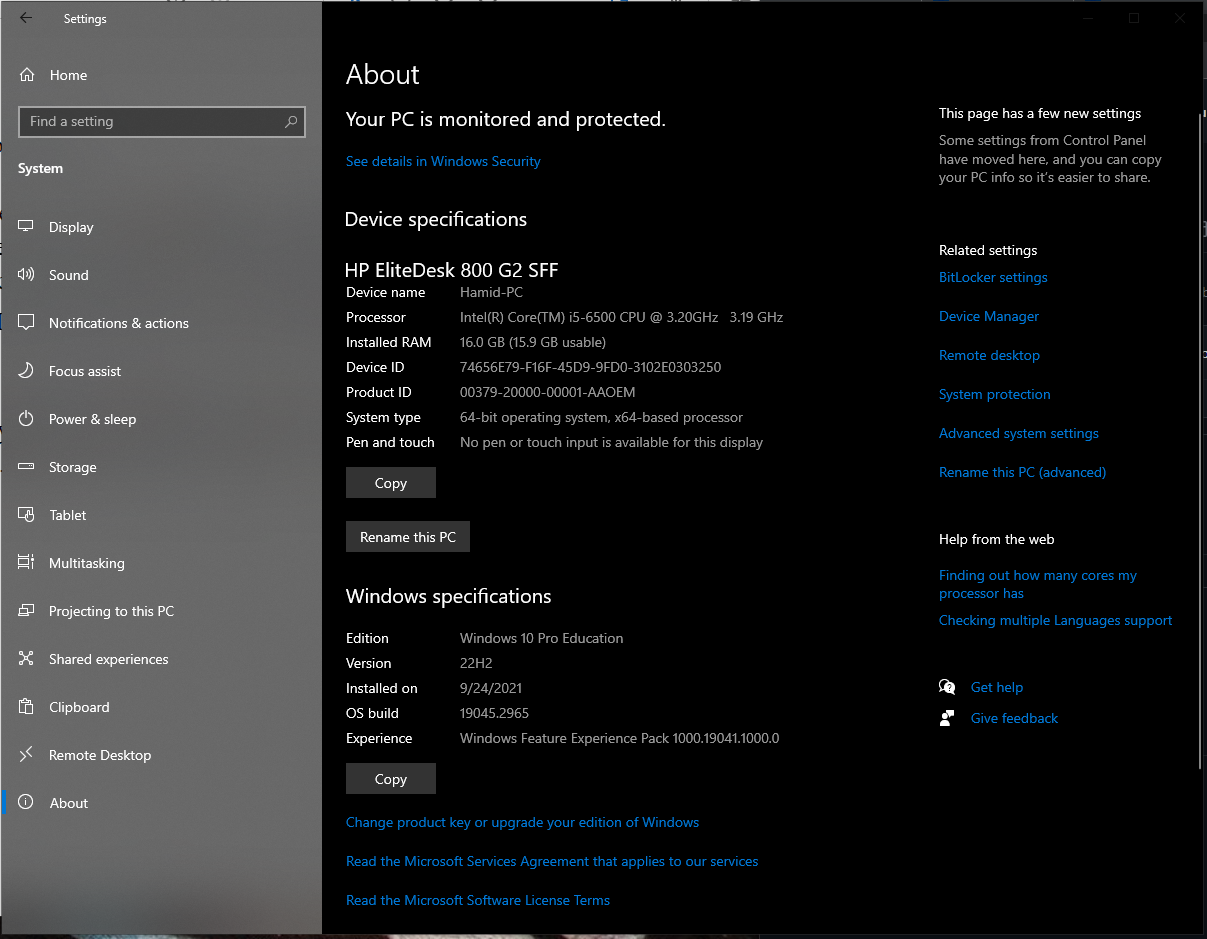 Settings
Home
Find a setting
System
Display
Sound
Notifications & actions
Focus assist
Power & sleep
Storage
Tablet
Multitasking
Projecting to this PC
Shared experiences
Clipboard
Remote Desktop
About
About
Your PC is monitored and protected.
See details in Windows Security
Device specifications
HP EliteDesk 800 G2 SFF
Device name Hamid-PC
Processor Intel(R) Core(TM) i5-6500 CPU @ 3.20GHz 3.19 GHz
Installed RAM 16.0 GB (15.9 GB usable)
Device ID 74656E79-F16F-45D9-9FD0-3102E0303250
Product ID 00379-20000-00001-AAOEM
System type 64-bit operating system, x64-based processor
Pen and touch No pen or touch input is available for this display
Copy
Rename this PC
Windows specifications
Edition Windows 10 Pro Education
Version 22H2
Installed on 9/24/2021
OS build 19045.2965
Experience Windows Feature Experience Pack 1000.19041.1000.0
Copy
Change product key or upgrade your edition of Windows
Read the Microsoft Services Agreement that applies to our services
Read the Microsoft Software License Terms
This page has a few new settings
Some settings from Control Panel
have moved here, and you can copy
your PC info so it's easier to share.
Related settings
BitLocker settings
Device Manager
Remote desktop
System protection
Advanced system settings
Rename this PC (advanced)
Help from the web
Finding out how many cores my
processor has
Checking multiple Languages support
Get help
Give feedback